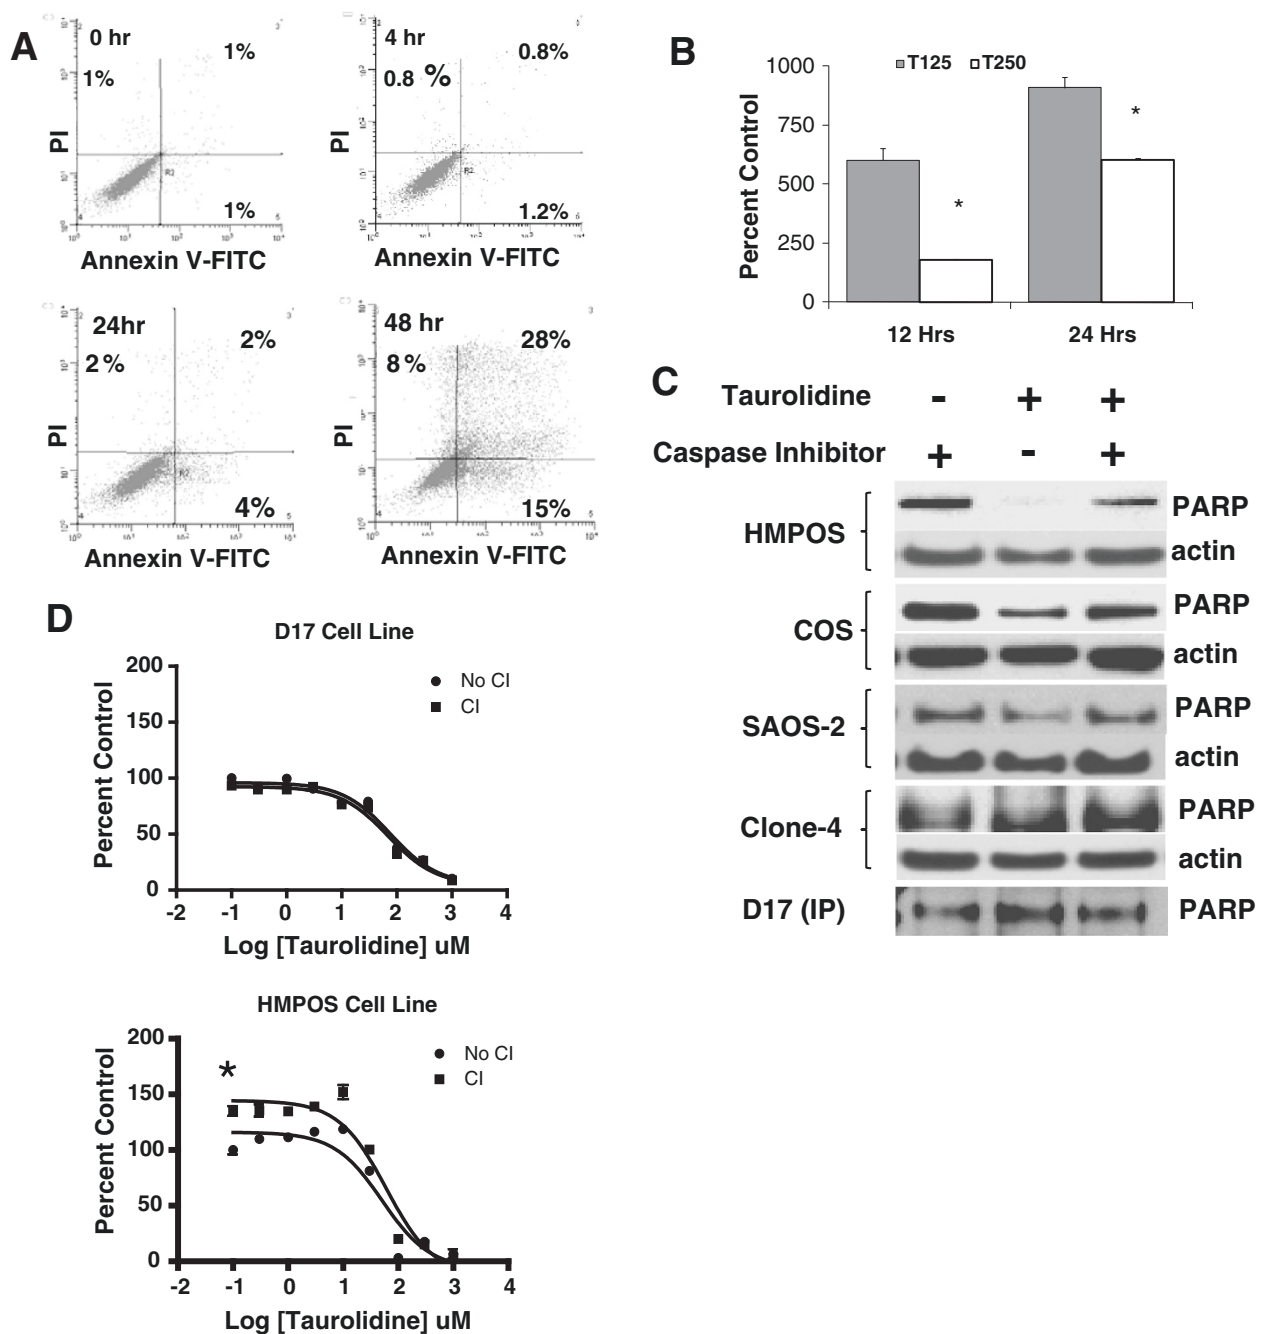 A
0 hr
1%
1%
1%
PI
R2
Annexin V-FITC
4 hr
0.8%
0.8 %
1.2%
PI
R2
Annexin V-FITC
24hr
2%
2 %
4%
PI
R2
Annexin V-FITC
48 hr
28%
8 %
15%
PI
Annexin V-FITC
B
T125 T250
Percent Control
1000
750
500
250
0
*
*
12 Hrs 24 Hrs
C
Taurolidine - + +
Caspase Inhibitor + - +
HMPOS
PARP
actin
COS
PARP
actin
SAOS-2
PARP
actin
Clone-4
PARP
actin
D17 (IP) PARP
D
D17 Cell Line
No CI
CI
Percent Control
200
150
100
50
0
-2 -1 0 1 2 3 4
Log [Taurolidine] uM
HMPOS Cell Line
No CI
CI
*
Percent Control
200
150
100
50
0
-2 -1 0 1 2 3 4
Log [Taurolidine] uM